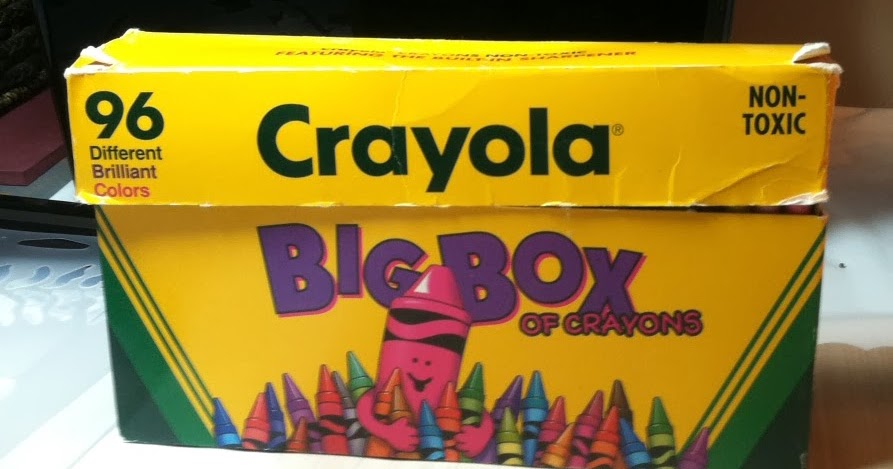 FEATURING THE BUILT-IN SHARPENER
96
Different
Brilliant
Colors
Crayola®
NON-
TOXIC
BIG BOX
OF CRAYONS